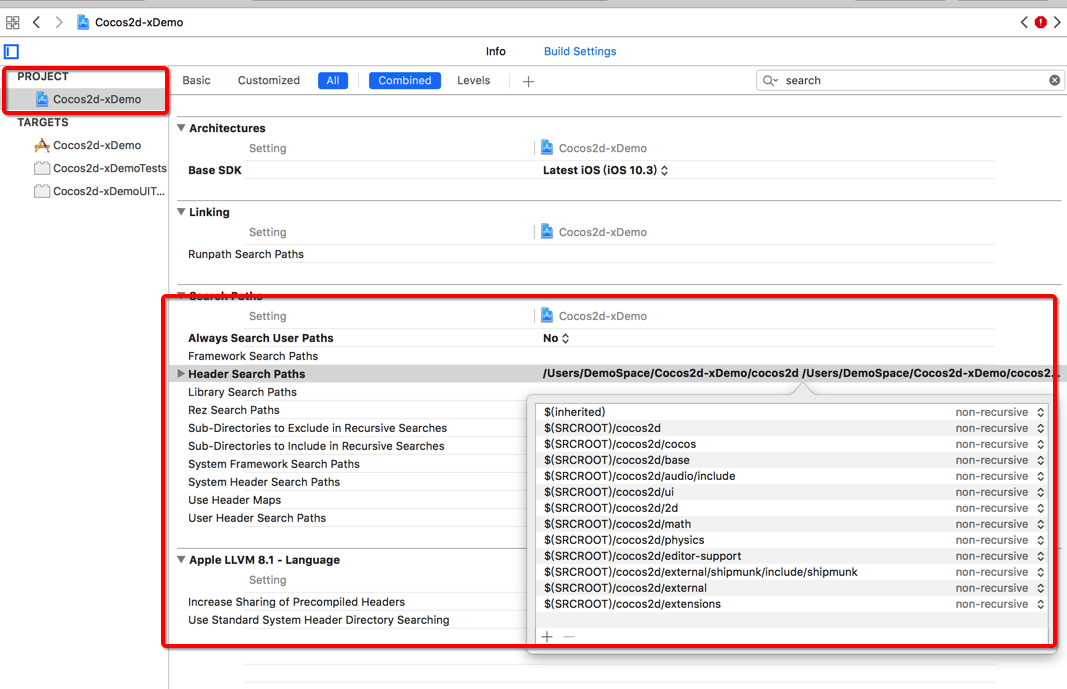 Cocos2d-xDemo
Info Build Settings
PROJECT
Cocos2d-xDemo
TARGETS
Cocos2d-xDemo
Cocos2d-xDemoTests
Cocos2d-xDemoUIT...
Basic Customized All Combined Levels search
Architectures
Setting Cocos2d-xDemo
Base SDK Latest iOS (iOS 10.3)
Linking
Setting Cocos2d-xDemo
Runpath Search Paths
Search Paths
Setting Cocos2d-xDemo
Always Search User Paths No
Framework Search Paths
Header Search Paths /Users/DemoSpace/Cocos2d-xDemo/cocos2d /Users/DemoSpace/Cocos2d-xDemo/cocos2...
Library Search Paths
Rez Search Paths
Sub-Directories to Exclude in Recursive Searches
Sub-Directories to Include in Recursive Searches
System Framework Search Paths
System Header Search Paths
Use Header Maps
User Header Search Paths
Apple LLVM 8.1 - Language
Setting
Increase Sharing of Precompiled Headers
Use Standard System Header Directory Searching
$(inherited) non-recursive
$(SRCROOT)/cocos2d non-recursive
$(SRCROOT)/cocos2d/cocos non-recursive
$(SRCROOT)/cocos2d/base non-recursive
$(SRCROOT)/cocos2d/audio/include non-recursive
$(SRCROOT)/cocos2d/ui non-recursive
$(SRCROOT)/cocos2d/2d non-recursive
$(SRCROOT)/cocos2d/math non-recursive
$(SRCROOT)/cocos2d/physics non-recursive
$(SRCROOT)/cocos2d/editor-support non-recursive
$(SRCROOT)/cocos2d/external/shipmunk/include/shipmunk non-recursive
$(SRCROOT)/cocos2d/external non-recursive
$(SRCROOT)/cocos2d/extensions non-recursive